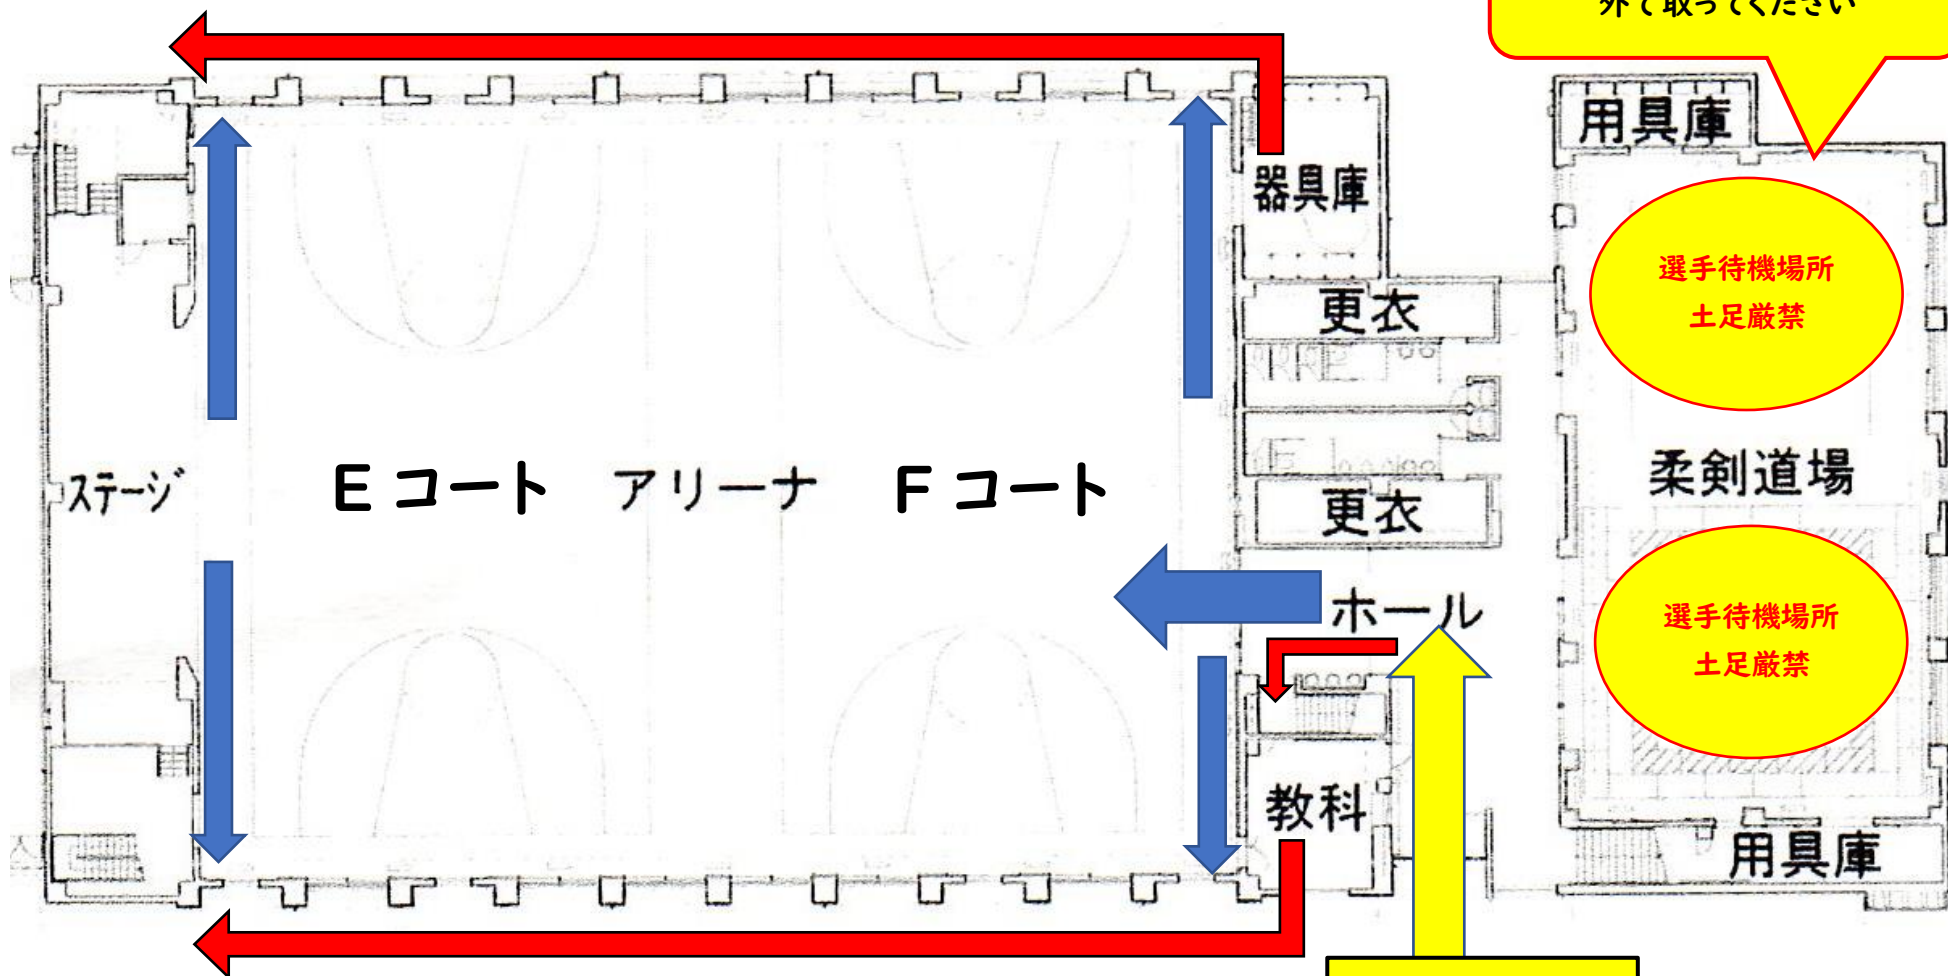 外で取ってください
用具庫
器具庫
選手待機場所
土足厳禁
更衣
ステージ
Eコート
アリーナ
Fコート
柔剣道場
更衣
ホール
選手待機場所
土足厳禁
教科
用具庫